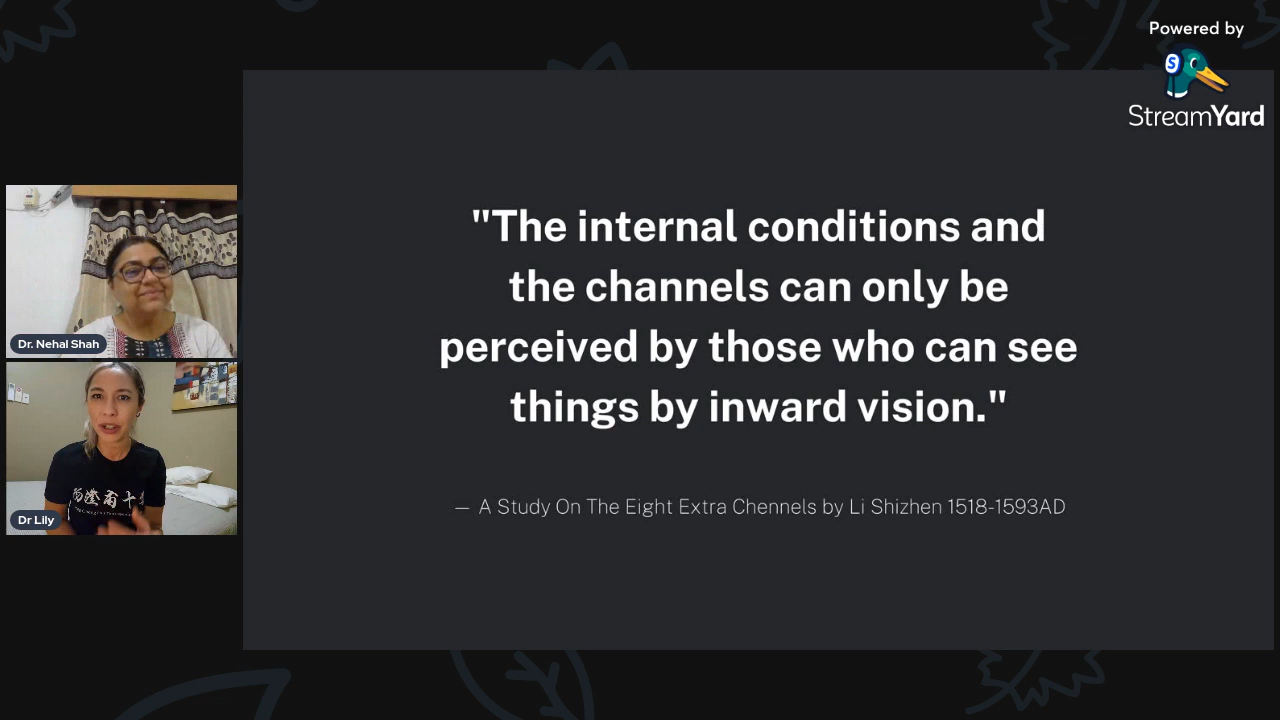 Powered by
StreamYard
"The internal conditions and
the channels can only be
perceived by those who can see
things by inward vision."
— A Study On The Eight Extra Chennels by Li Shizhen 1518-1593AD
Dr. Nehal Shah
Dr Lily